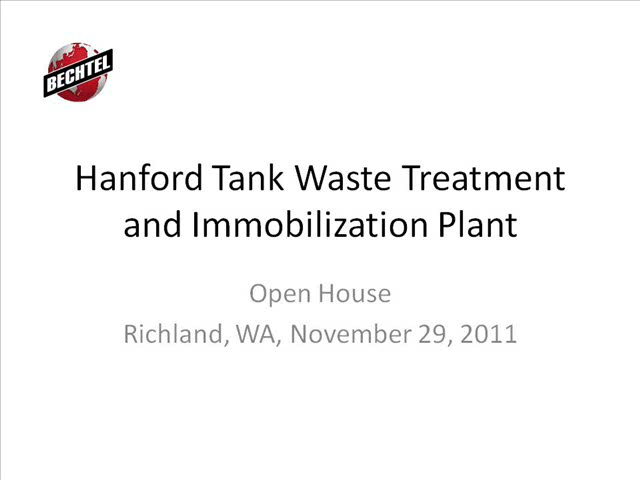 BECHTEL
Hanford Tank Waste Treatment
and Immobilization Plant
Open House
Richland, WA, November 29, 2011